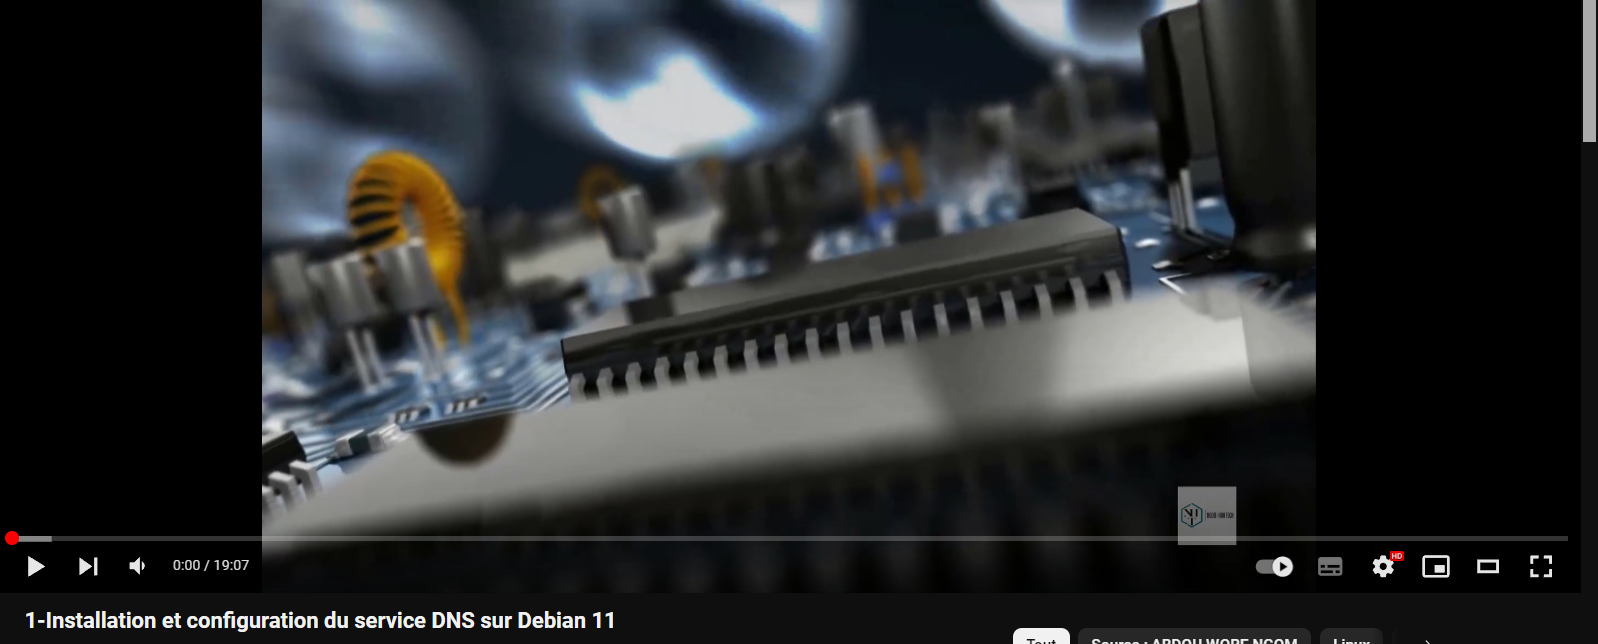 HD
0:00 / 19:07
1-Installation et configuration du service DNS sur Debian 11
Tout
Source : ABDOU WORE NGOM
Linux